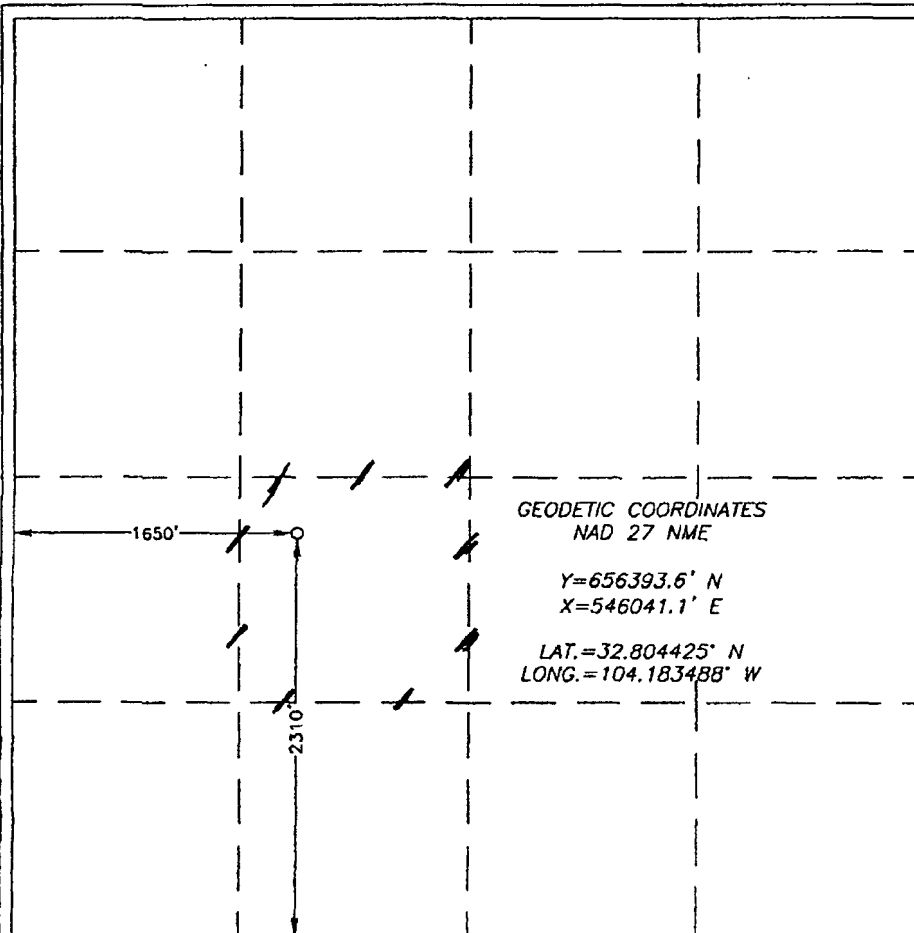 GEODETIC COORDINATES
NAD 27 NME
1650'
Y=656393.6' N
X=546041.1' E
LAT.=32.804425° N
LONG.=104.183488° W
2310'